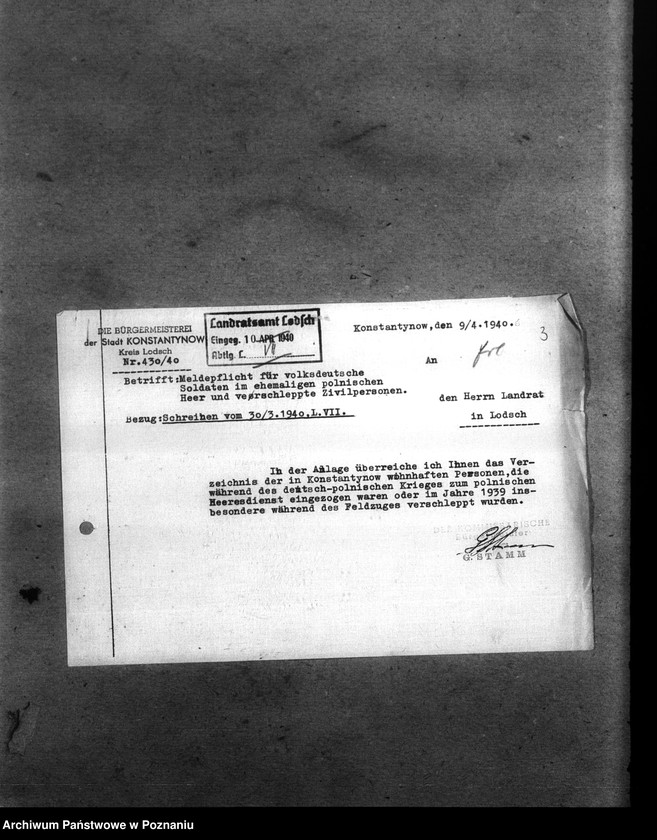 DIE BÜRGERMEISTEREI
der Stadt KONSTANTYNOW
Kreis Lodsch
Nr.430/40
Landratsamt Lodsch
Eingeg. 10. APR. 1940
Abtlg. L. VII
Konstantynow,den 9/4.1940.
3
An
Betrifft:Meldepflicht für volksdeutsche
Soldaten im ehemaligen polnischen
Heer und verschleppte Zivilpersonen.
den Herrn Landrat
in Lodsch
Bezug:Schreiben vom 30/3.1940,L.VII.
In der Anlage überreiche ich Ihnen das Ver-
zeichnis der in Konstantynow wohnhaften Personen,die
während des deutsch-polnischen Krieges zum polnischen
Heeresdienst eingezogen waren oder im Jahre 1939 ins-
besondere während des Feldzuges verschleppt wurden.
DER KOMMISSARISCHE
Bürgermeister
G. STAMM
Archiwum Państwowe w Poznaniu